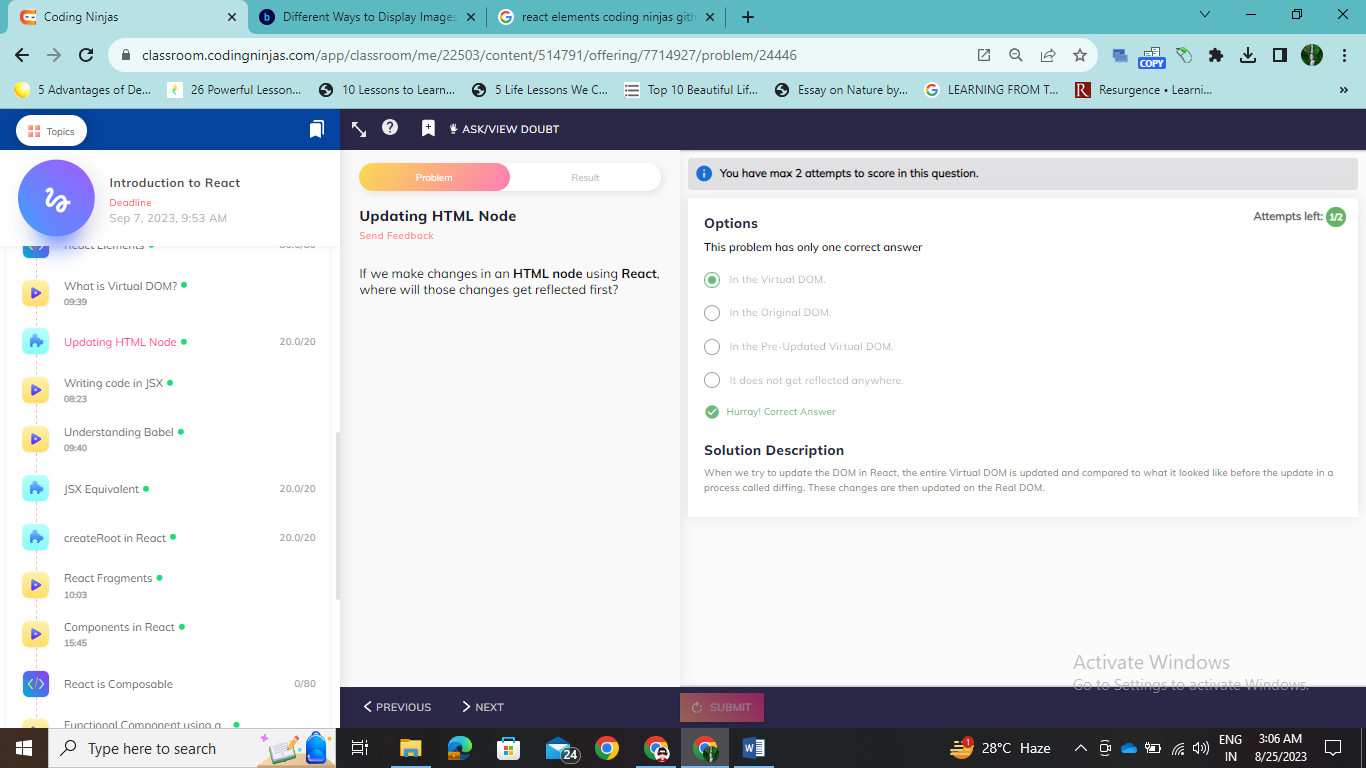 Coding Ninjas
Different Ways to Display Images
react elements coding ninjas gith
classroom.codingninjas.com/app/classroom/me/22503/content/514791/offering/7714927/problem/24446
COPY
5 Advantages of De...
26 Powerful Lesson...
10 Lessons to Learn...
5 Life Lessons We C...
Top 10 Beautiful Lif...
Essay on Nature by...
LEARNING FROM T...
Resurgence • Learni...
Topics
ASK/VIEW DOUBT
Introduction to React
Deadline
Sep 7, 2023, 9:53 AM
React Elements
What is Virtual DOM?
09:39
Updating HTML Node
20.0/20
Writing code in JSX
08:23
Understanding Babel
09:40
JSX Equivalent
20.0/20
createRoot in React
20.0/20
React Fragments
10:03
Components in React
15:45
React is Composable
0/80
Functional Component using a
Problem
Result
Updating HTML Node
Send Feedback
If we make changes in an HTML node using React,
where will those changes get reflected first?
You have max 2 attempts to score in this question.
Options
Attempts left: 1/2
This problem has only one correct answer
In the Virtual DOM.
In the Original DOM.
In the Pre-Updated Virtual DOM.
It does not get reflected anywhere.
Hurray! Correct Answer
Solution Description
When we try to update the DOM in React, the entire Virtual DOM is updated and compared to what it looked like before the update in a
process called diffing. These changes are then updated on the Real DOM.
Activate Windows
Go to Settings to activate Windows.
PREVIOUS
NEXT
SUBMIT
Type here to search
24
1
28°C Haze
ENG
IN
3:06 AM
8/25/2023